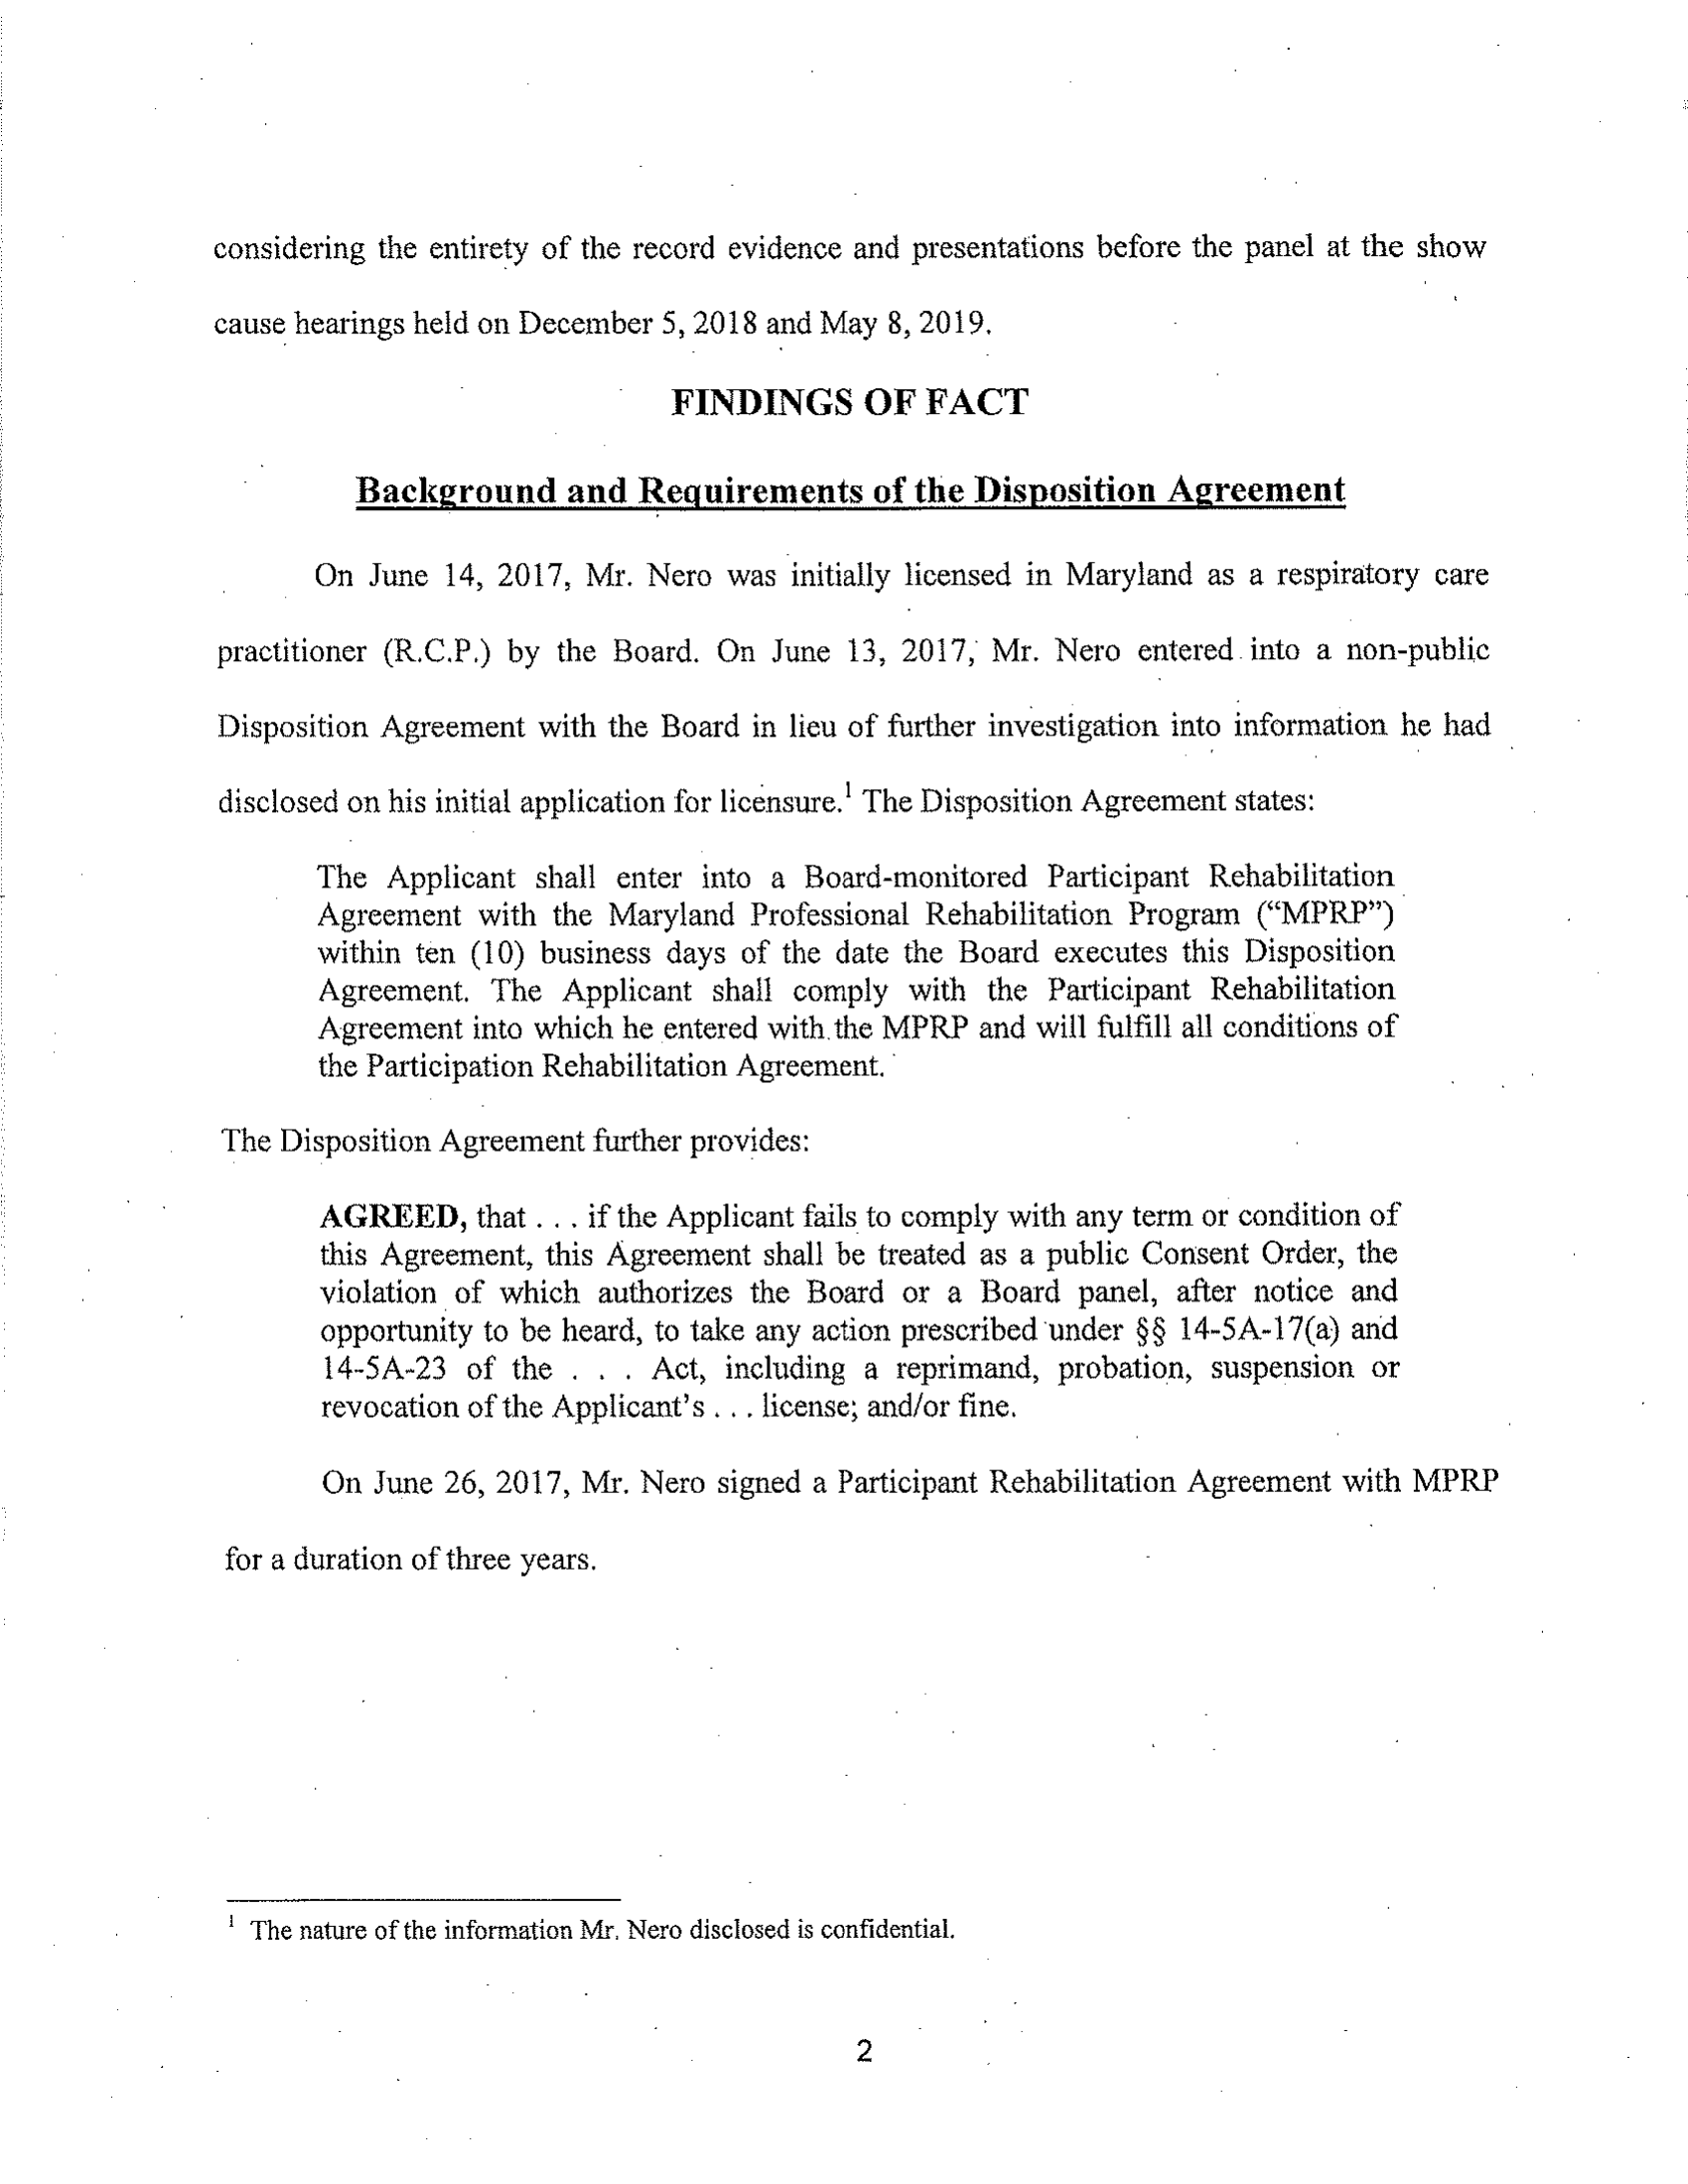 considering the entirety of the record evidence and presentations before the panel at the show
cause hearings held on December 5, 2018 and May 8, 2019.
FINDINGS OF FACT
Background and Requirements of the Disposition Agreement
On June 14, 2017, Mr. Nero was initially licensed in Maryland as a respiratory care
practitioner (R.C.P.) by the Board. On June 13, 2017, Mr. Nero entered into a non-public
Disposition Agreement with the Board in lieu of further investigation into information he had
disclosed on his initial application for licensure.1 The Disposition Agreement states:
The Applicant shall enter into a Board-monitored Participant Rehabilitation
Agreement with the Maryland Professional Rehabilitation Program (“MPRP”)
within ten (10) business days of the date the Board executes this Disposition
Agreement. The Applicant shall comply with the Participant Rehabilitation
Agreement into which he entered with the MPRP and will fulfill all conditions of
the Participation Rehabilitation Agreement.
The Disposition Agreement further provides:
AGREED, that . . . if the Applicant fails to comply with any term or condition of
this Agreement, this Agreement shall be treated as a public Consent Order, the
violation of which authorizes the Board or a Board panel, after notice and
opportunity to be heard, to take any action prescribed under §§ 14-5A-17(a) and
14-5A-23 of the . . . Act, including a reprimand, probation, suspension or
revocation of the Applicant’s . . . license; and/or fine.
On June 26, 2017, Mr. Nero signed a Participant Rehabilitation Agreement with MPRP
for a duration of three years.
1 The nature of the information Mr. Nero disclosed is confidential.
2